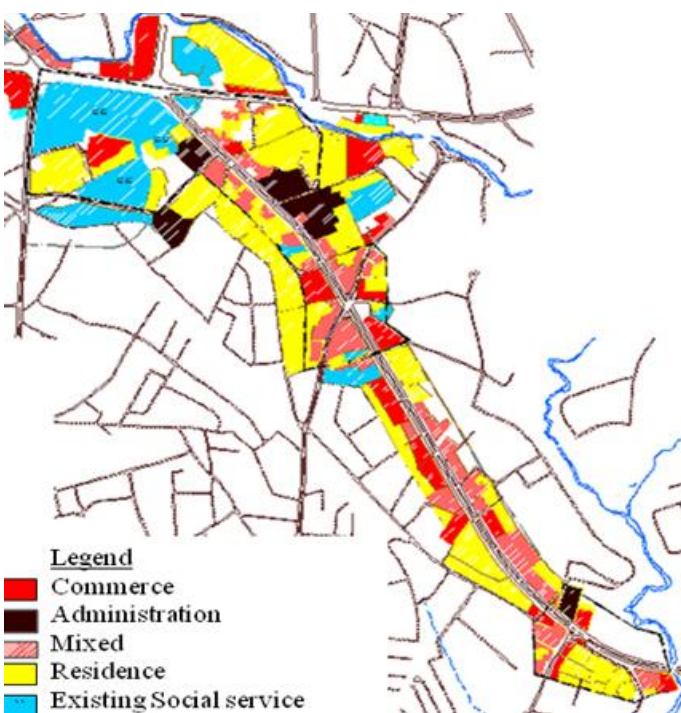 Legend
Commerce
Administration
Mixed
Residence
Existing Social service